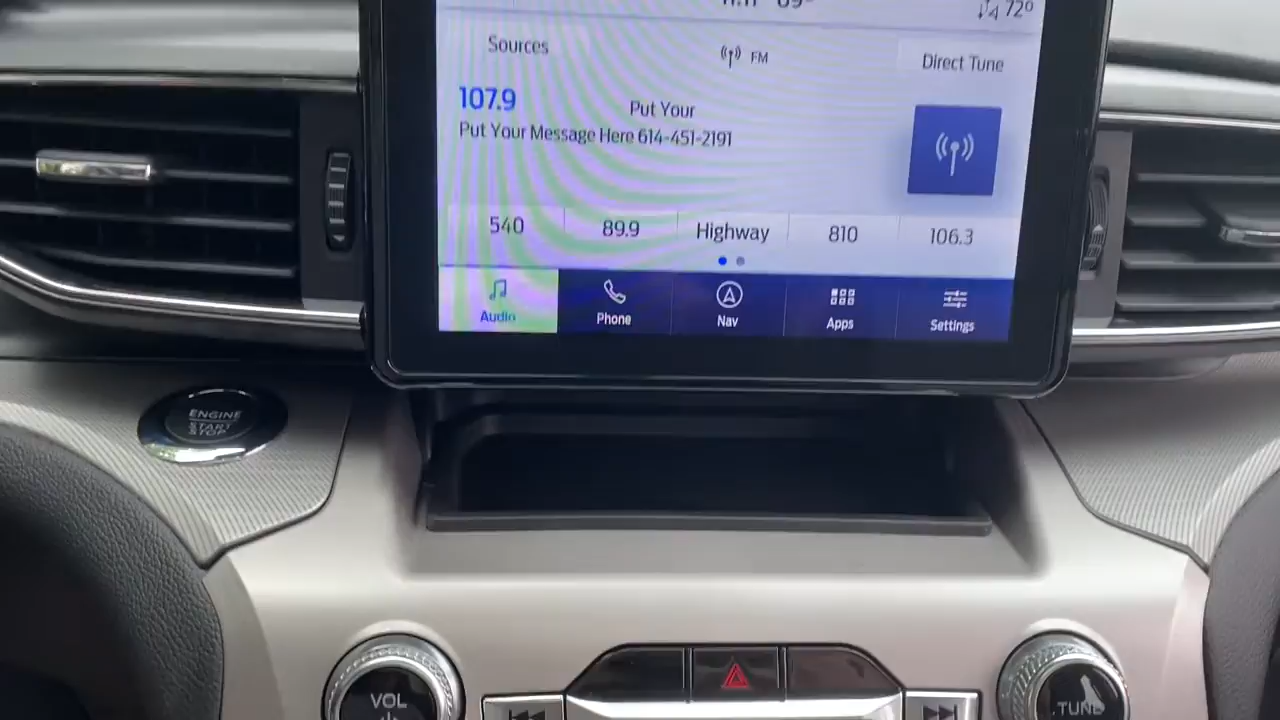 72°
Sources
FM
Direct Tune
107.9
Put Your
Put Your Message Here 614-451-2191
540
89.9
Highway
810
106.3
Audio
Phone
Nav
Apps
Settings
ENGINE
START
STOP
VOL
TUNE